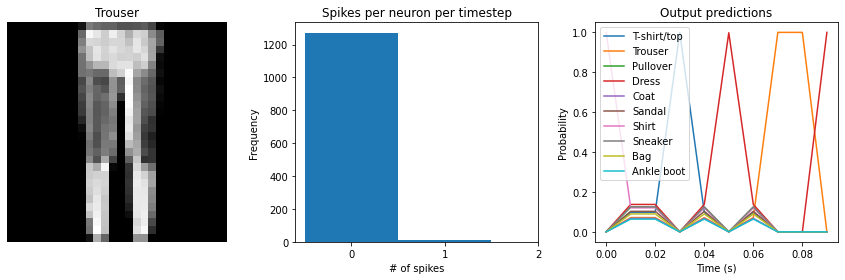 Trouser
Spikes per neuron per timestep
Frequency
1200
1000
800
600
400
200
0
0
1
2
# of spikes
Output predictions
Probability
1.0
0.8
0.6
0.4
0.2
0.0
T-shirt/top
Trouser
Pullover
Dress
Coat
Sandal
Shirt
Sneaker
Bag
Ankle boot
0.00
0.02
0.04
0.06
0.08
Time (s)